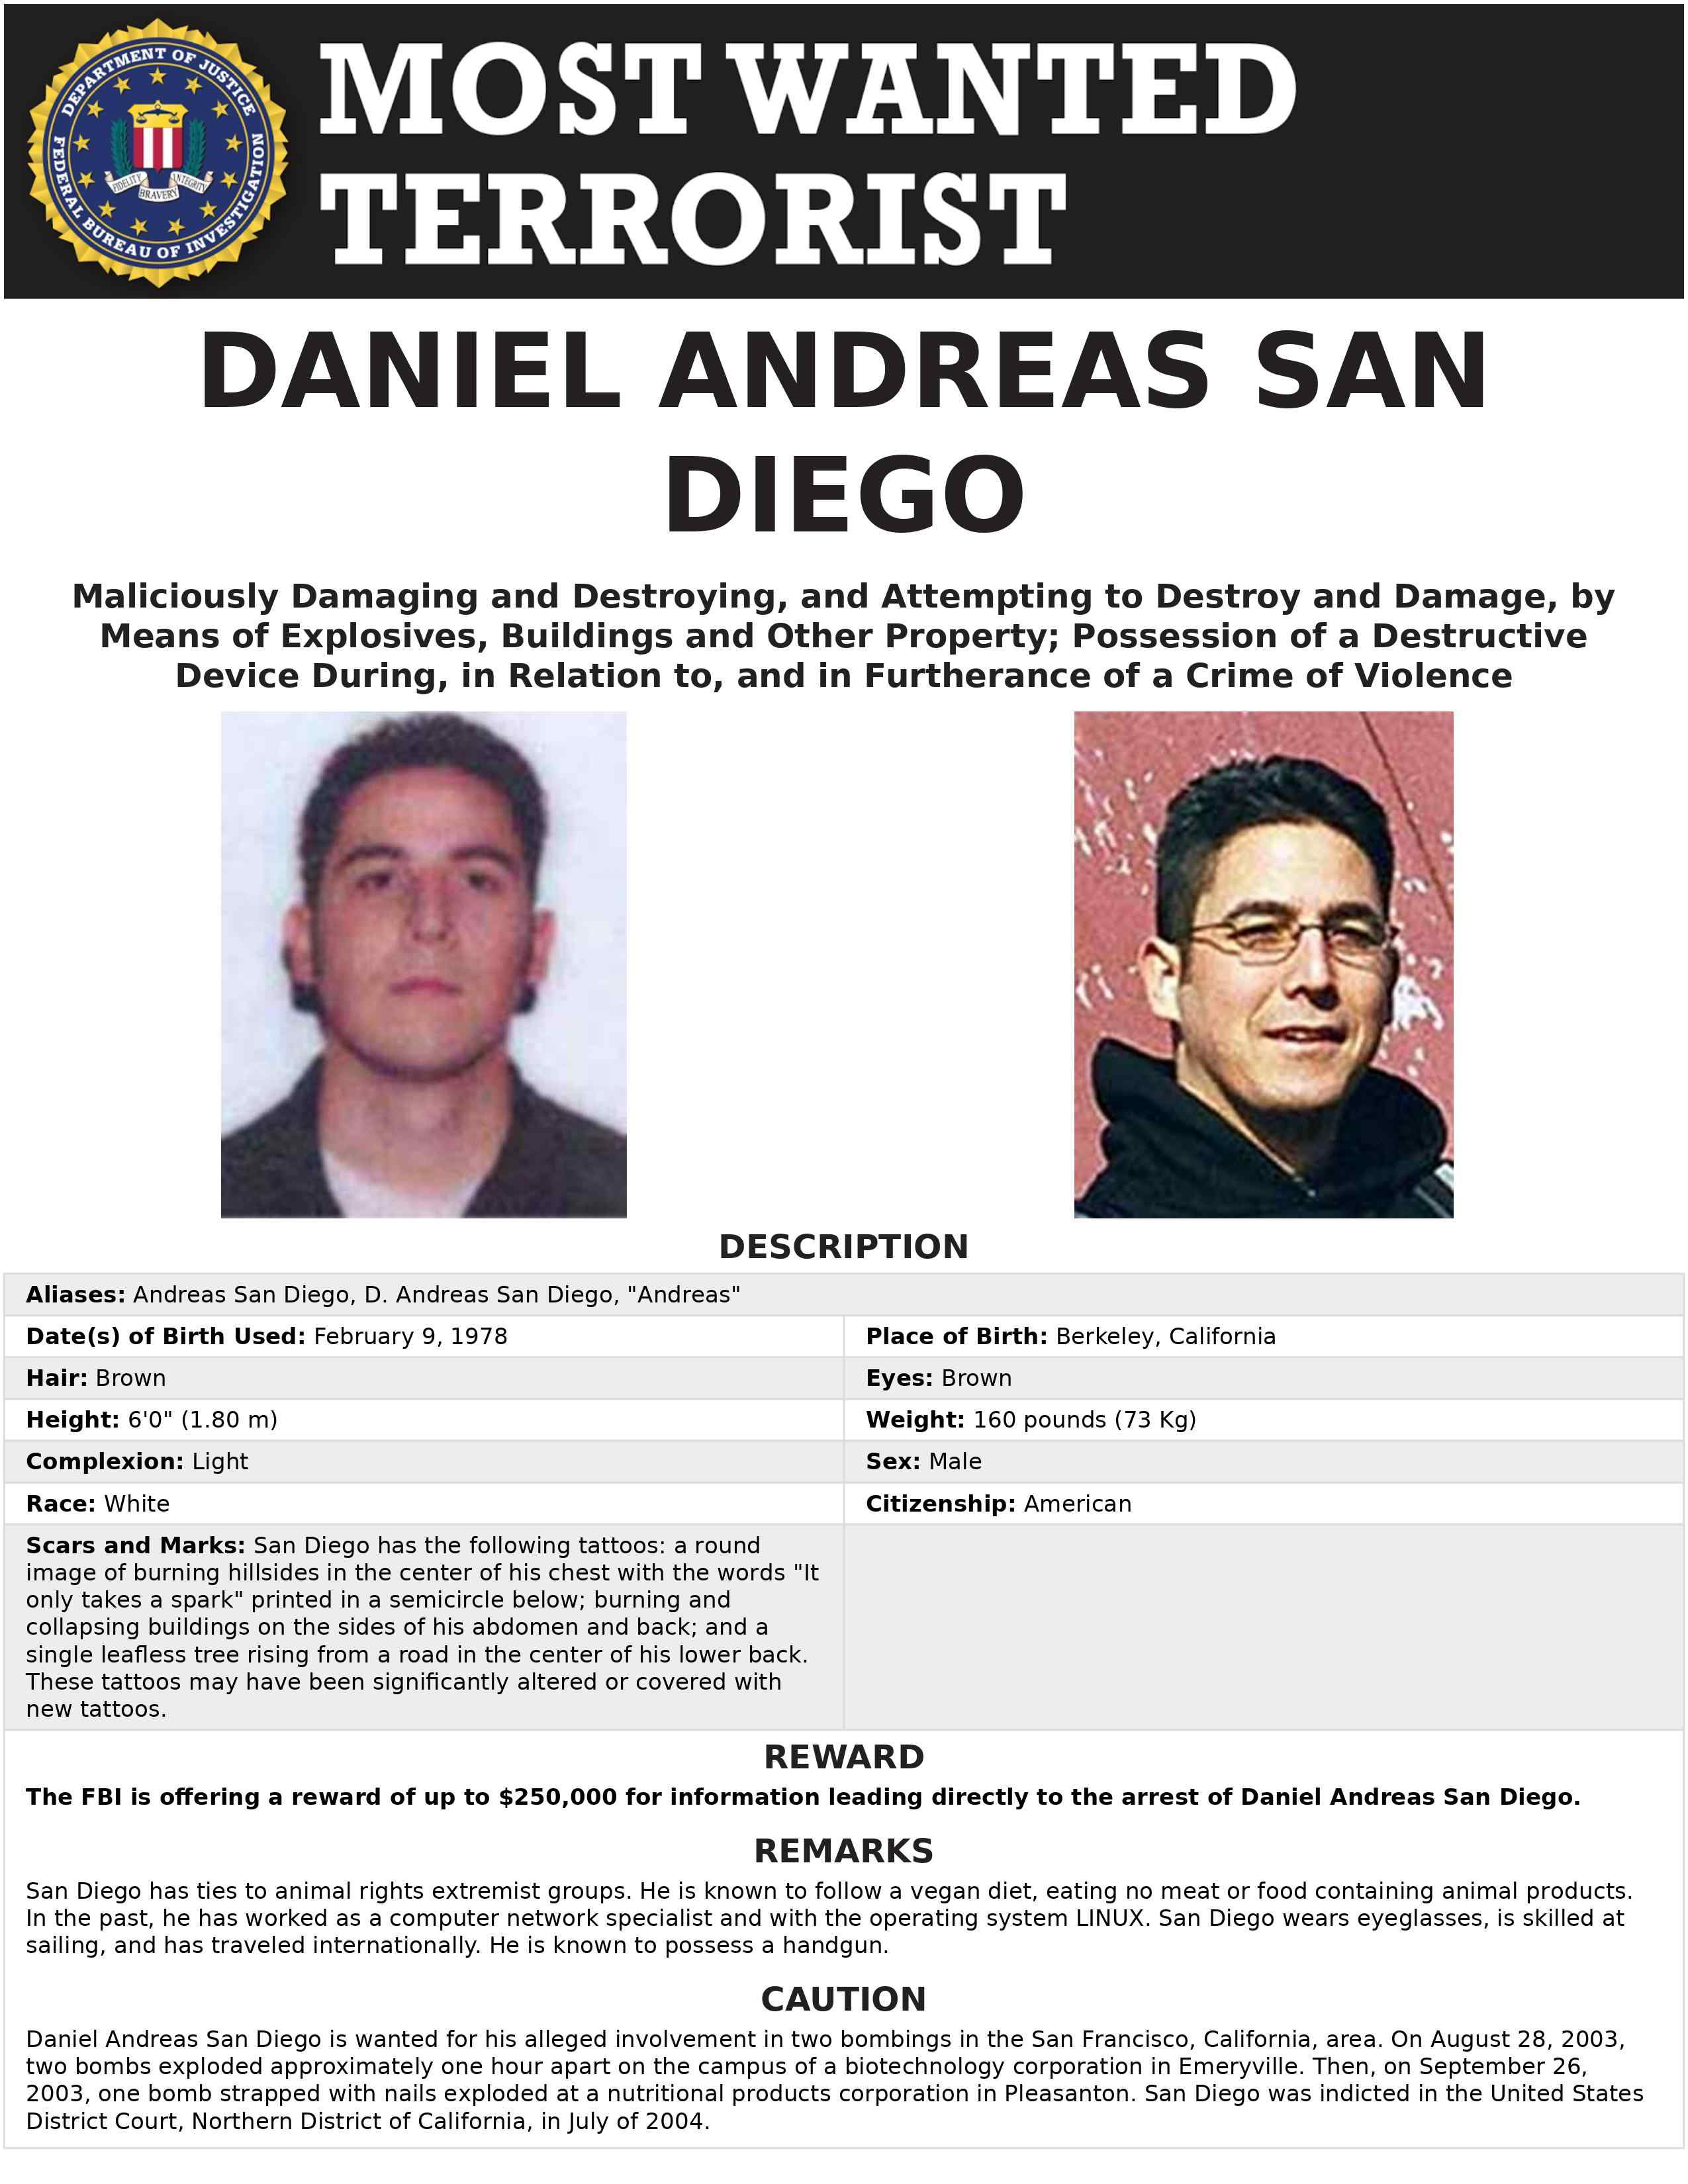 DEPARTMENT OF JUSTICE
FEDERAL BUREAU OF INVESTIGATION
FIDELITY BRAVERY INTEGRITY
MOST WANTED
TERRORIST
DANIEL ANDREAS SAN
DIEGO
Maliciously Damaging and Destroying, and Attempting to Destroy and Damage, by
Means of Explosives, Buildings and Other Property; Possession of a Destructive
Device During, in Relation to, and in Furtherance of a Crime of Violence
DESCRIPTION
Aliases: Andreas San Diego, D. Andreas San Diego, "Andreas"
Date(s) of Birth Used: February 9, 1978
Place of Birth: Berkeley, California
Hair: Brown
Eyes: Brown
Height: 6'0" (1.80 m)
Weight: 160 pounds (73 Kg)
Complexion: Light
Sex: Male
Race: White
Citizenship: American
Scars and Marks: San Diego has the following tattoos: a round
image of burning hillsides in the center of his chest with the words "It
only takes a spark" printed in a semicircle below; burning and
collapsing buildings on the sides of his abdomen and back; and a
single leafless tree rising from a road in the center of his lower back.
These tattoos may have been significantly altered or covered with
new tattoos.
REWARD
The FBI is offering a reward of up to $250,000 for information leading directly to the arrest of Daniel Andreas San Diego.
REMARKS
San Diego has ties to animal rights extremist groups. He is known to follow a vegan diet, eating no meat or food containing animal products.
In the past, he has worked as a computer network specialist and with the operating system LINUX. San Diego wears eyeglasses, is skilled at
sailing, and has traveled internationally. He is known to possess a handgun.
CAUTION
Daniel Andreas San Diego is wanted for his alleged involvement in two bombings in the San Francisco, California, area. On August 28, 2003,
two bombs exploded approximately one hour apart on the campus of a biotechnology corporation in Emeryville. Then, on September 26,
2003, one bomb strapped with nails exploded at a nutritional products corporation in Pleasanton. San Diego was indicted in the United States
District Court, Northern District of California, in July of 2004.